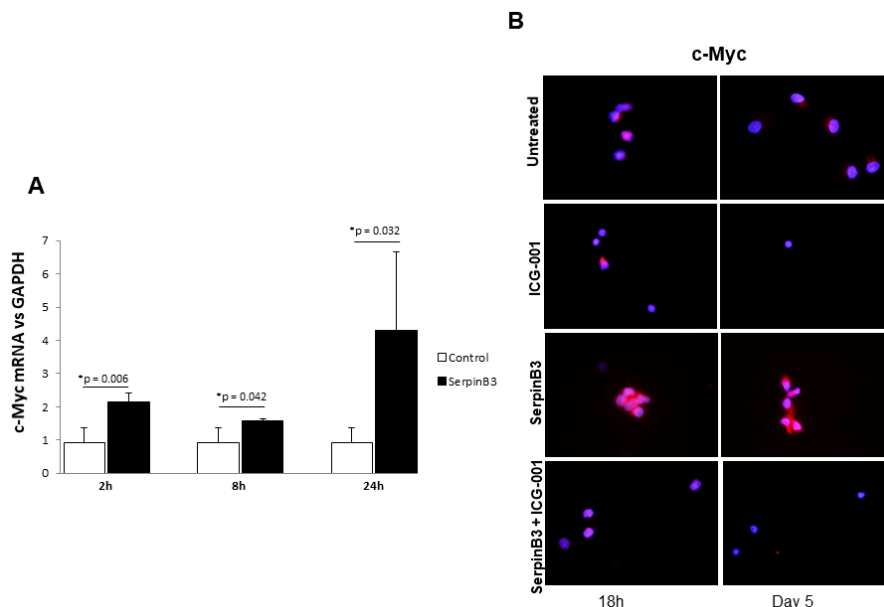 A
c-Myc mRNA vs GAPDH
7
6
5
4
3
2
1
0
*p = 0.006
*p = 0.042
*p = 0.032
2h
8h
24h
Control
SerpinB3
B
c-Myc
Untreated
ICG-001
SerpinB3
SerpinB3 + ICG-001
18h
Day 5